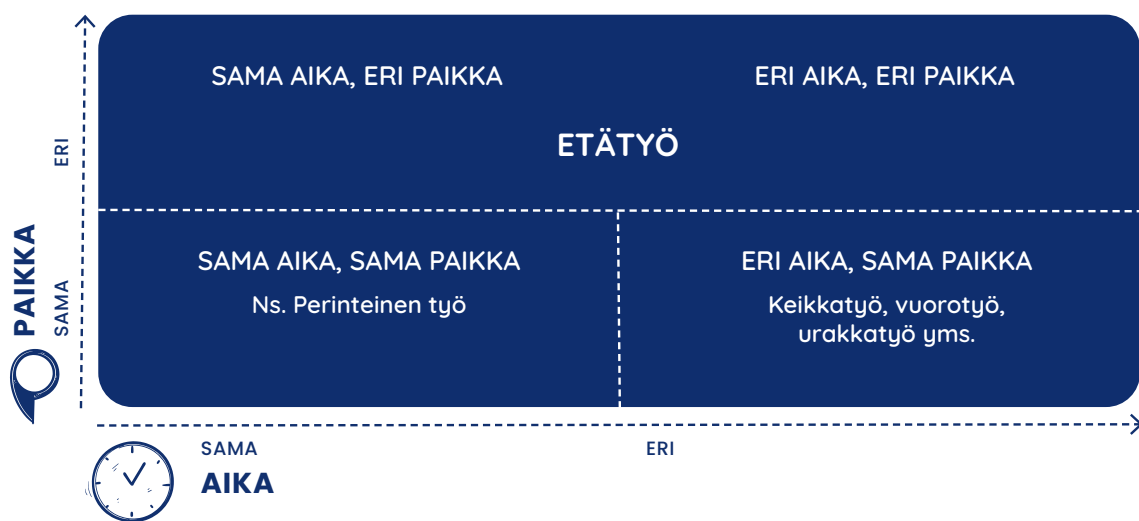 SAMA AIKA, ERI PAIKKA
ERI AIKA, ERI PAIKKA
ETÄTYÖ
SAMA AIKA, SAMA PAIKKA
Ns. Perinteinen työ
ERI AIKA, SAMA PAIKKA
Keikkatyö, vuorotyö,
urakkatyö yms.
ERI
SAMA
PAIKKA
SAMA
ERI
AIKA